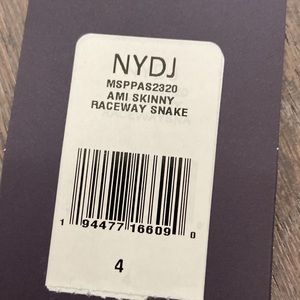 NYDJ
MSPPAS2320
AMI SKINNY
RACEWAY SNAKE
1 94477 16609 0
4